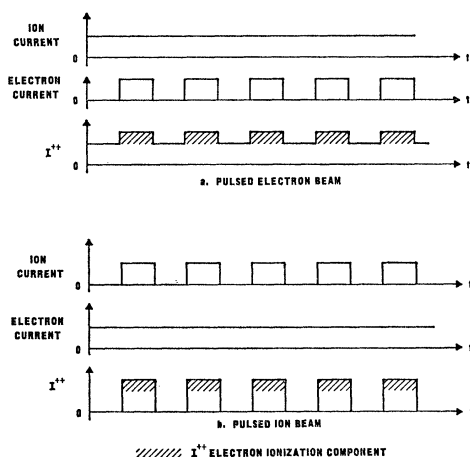 ION
CURRENT
0
t
ELECTRON
CURRENT
0
t
I++
0
t
a. PULSED ELECTRON BEAM
ION
CURRENT
0
t
ELECTRON
CURRENT
0
t
I++
0
t
b. PULSED ION BEAM
I++ ELECTRON IONIZATION COMPONENT